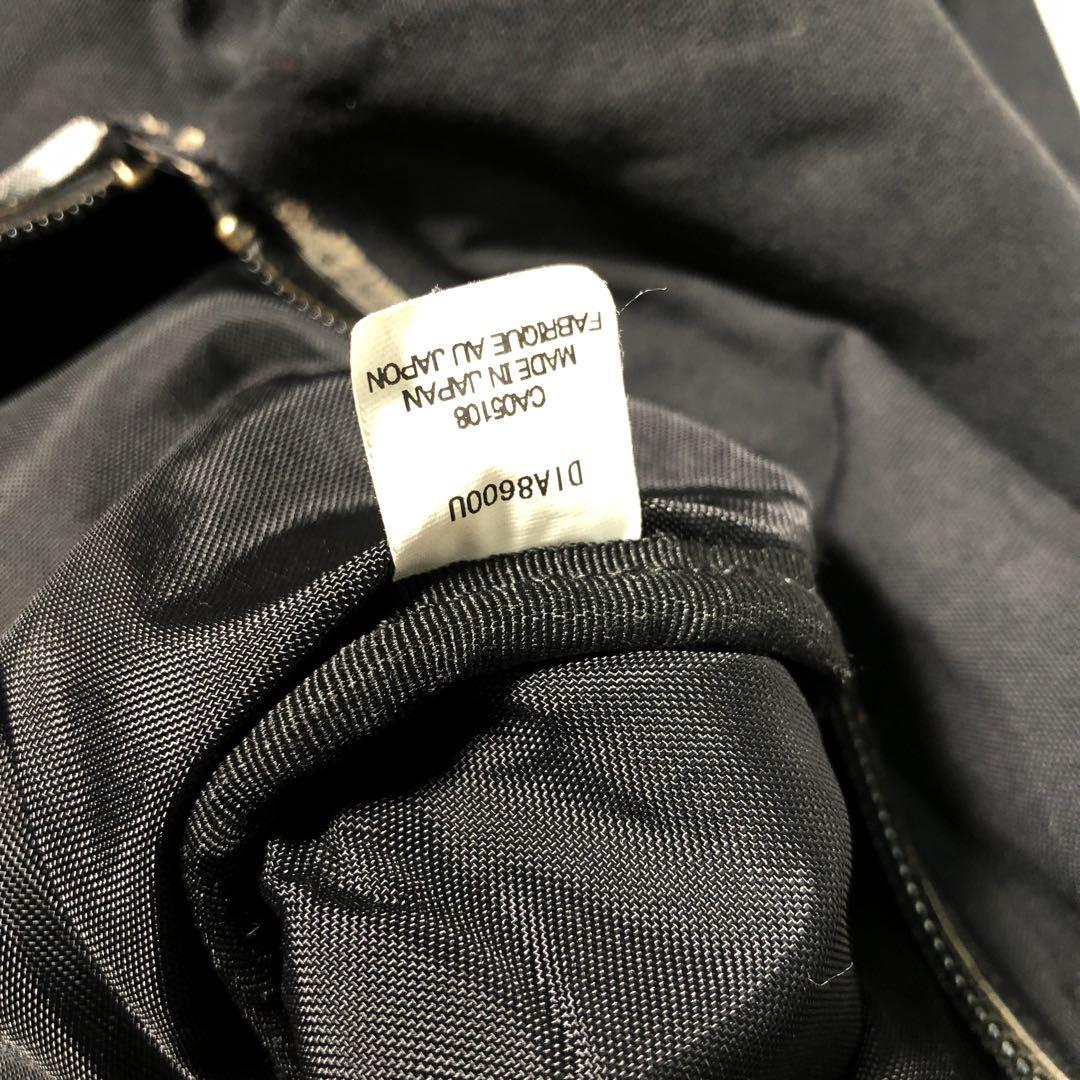 DIA8600U
CA05108
MADE IN JAPAN
FABRIQUE AU JAPON